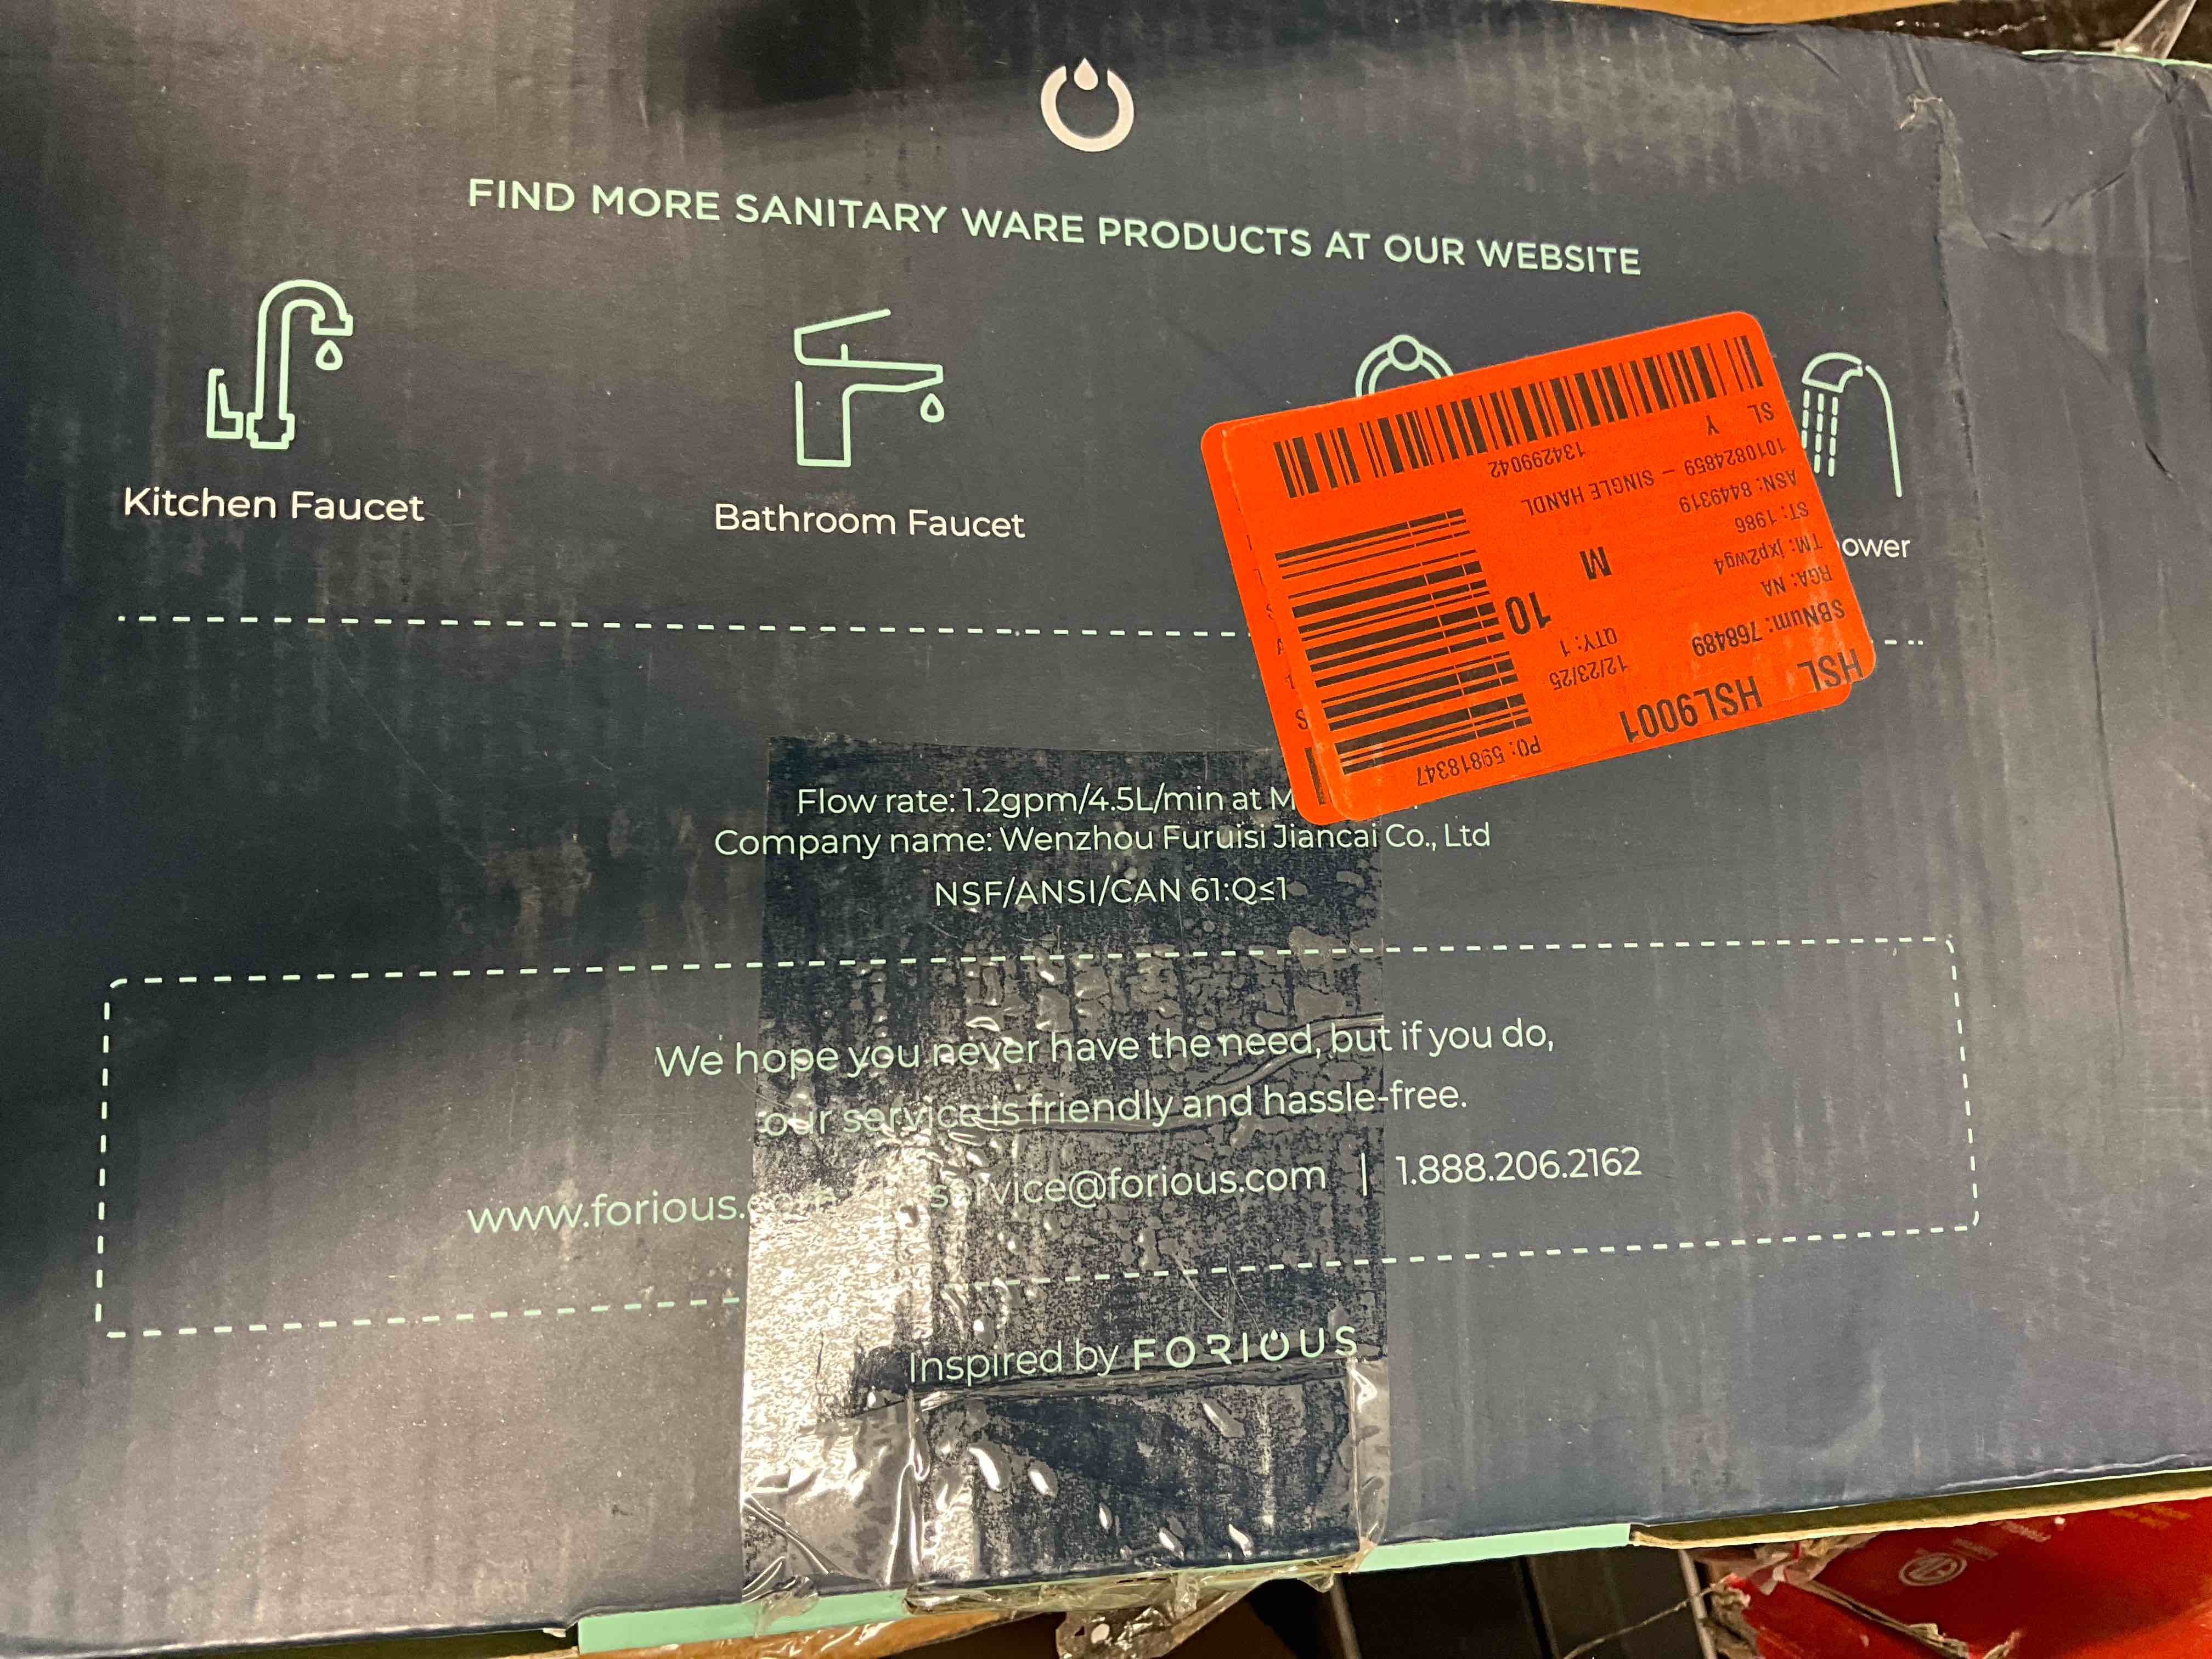 FIND MORE SANITARY WARE PRODUCTS AT OUR WEBSITE
Kitchen Faucet
Bathroom Faucet
ower
HSL HSL9001
SBNum: 768489
12/23/25
QTY: 1
RGA: NA
TM: jxp2wg4
ST: 1986
ASN: 8449319
10
M
1010824859 – SINGLE HANDL
SL Y
134299042
PO: 59818347
Flow rate: 1.2gpm/4.5L/min at M
Company name: Wenzhou Furuisi Jiancai Co., Ltd
NSF/ANSI/CAN 61:Q≤1
We hope you never have the need, but if you do,
our service is friendly and hassle-free.
www.forious.com | service@forious.com | 1.888.206.2162
Inspired by FORIOUS